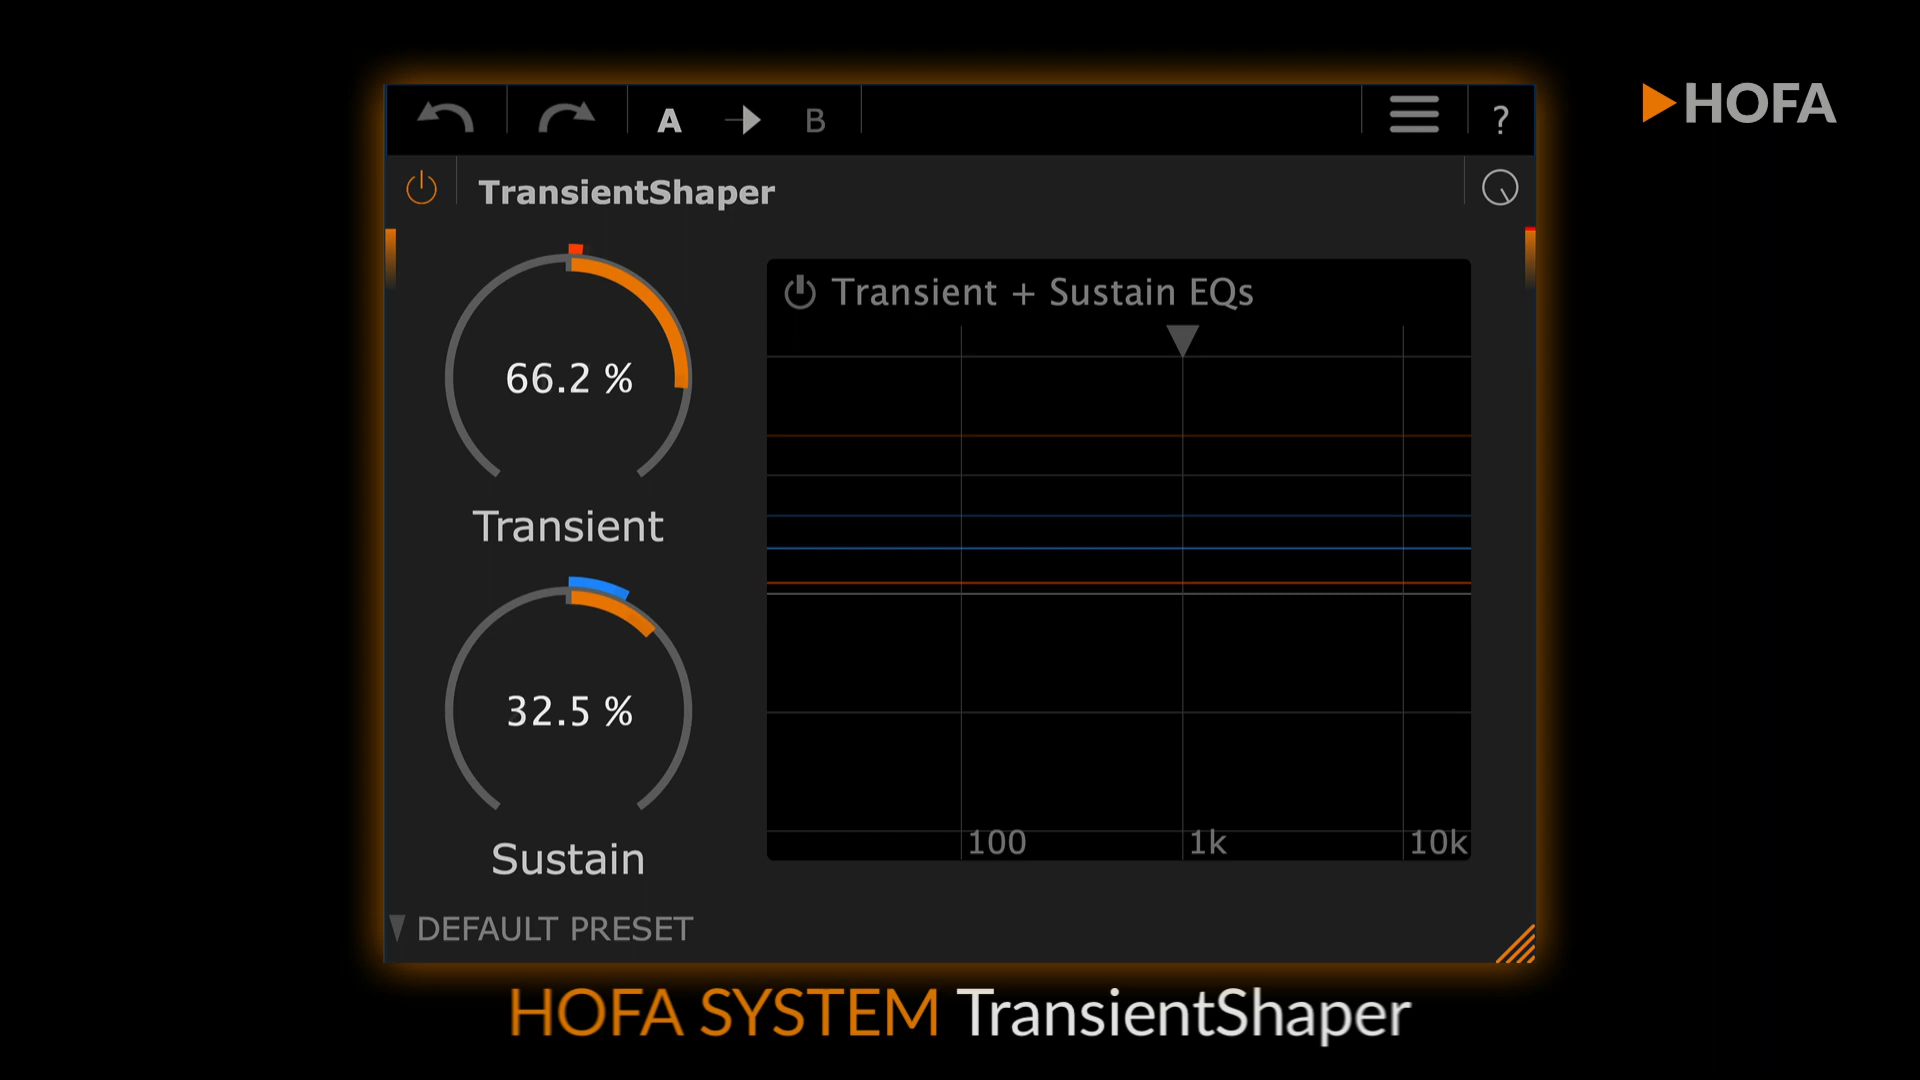 HOFA
A B ?
TransientShaper
Transient + Sustain EQs
66.2 %
Transient
32.5 %
Sustain
100 1k 10k
DEFAULT PRESET
HOFA SYSTEM TransientShaper